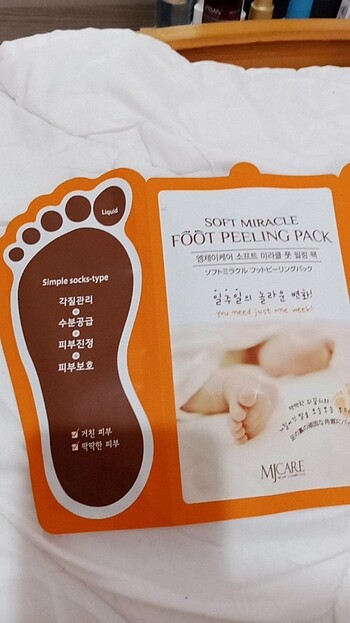 Liquid
Simple socks-type
각질관리
수분공급
피부진정
피부보호
거친 피부
딱딱한 피부
SOFT MIRACLE
FOOT PEELING PACK
엠제이케어 소프트 미라클 풋 필링 팩
ソフトミラクル フットピーリングパック
일주일의 놀라운 변화!
You need just one week!
MJCARE